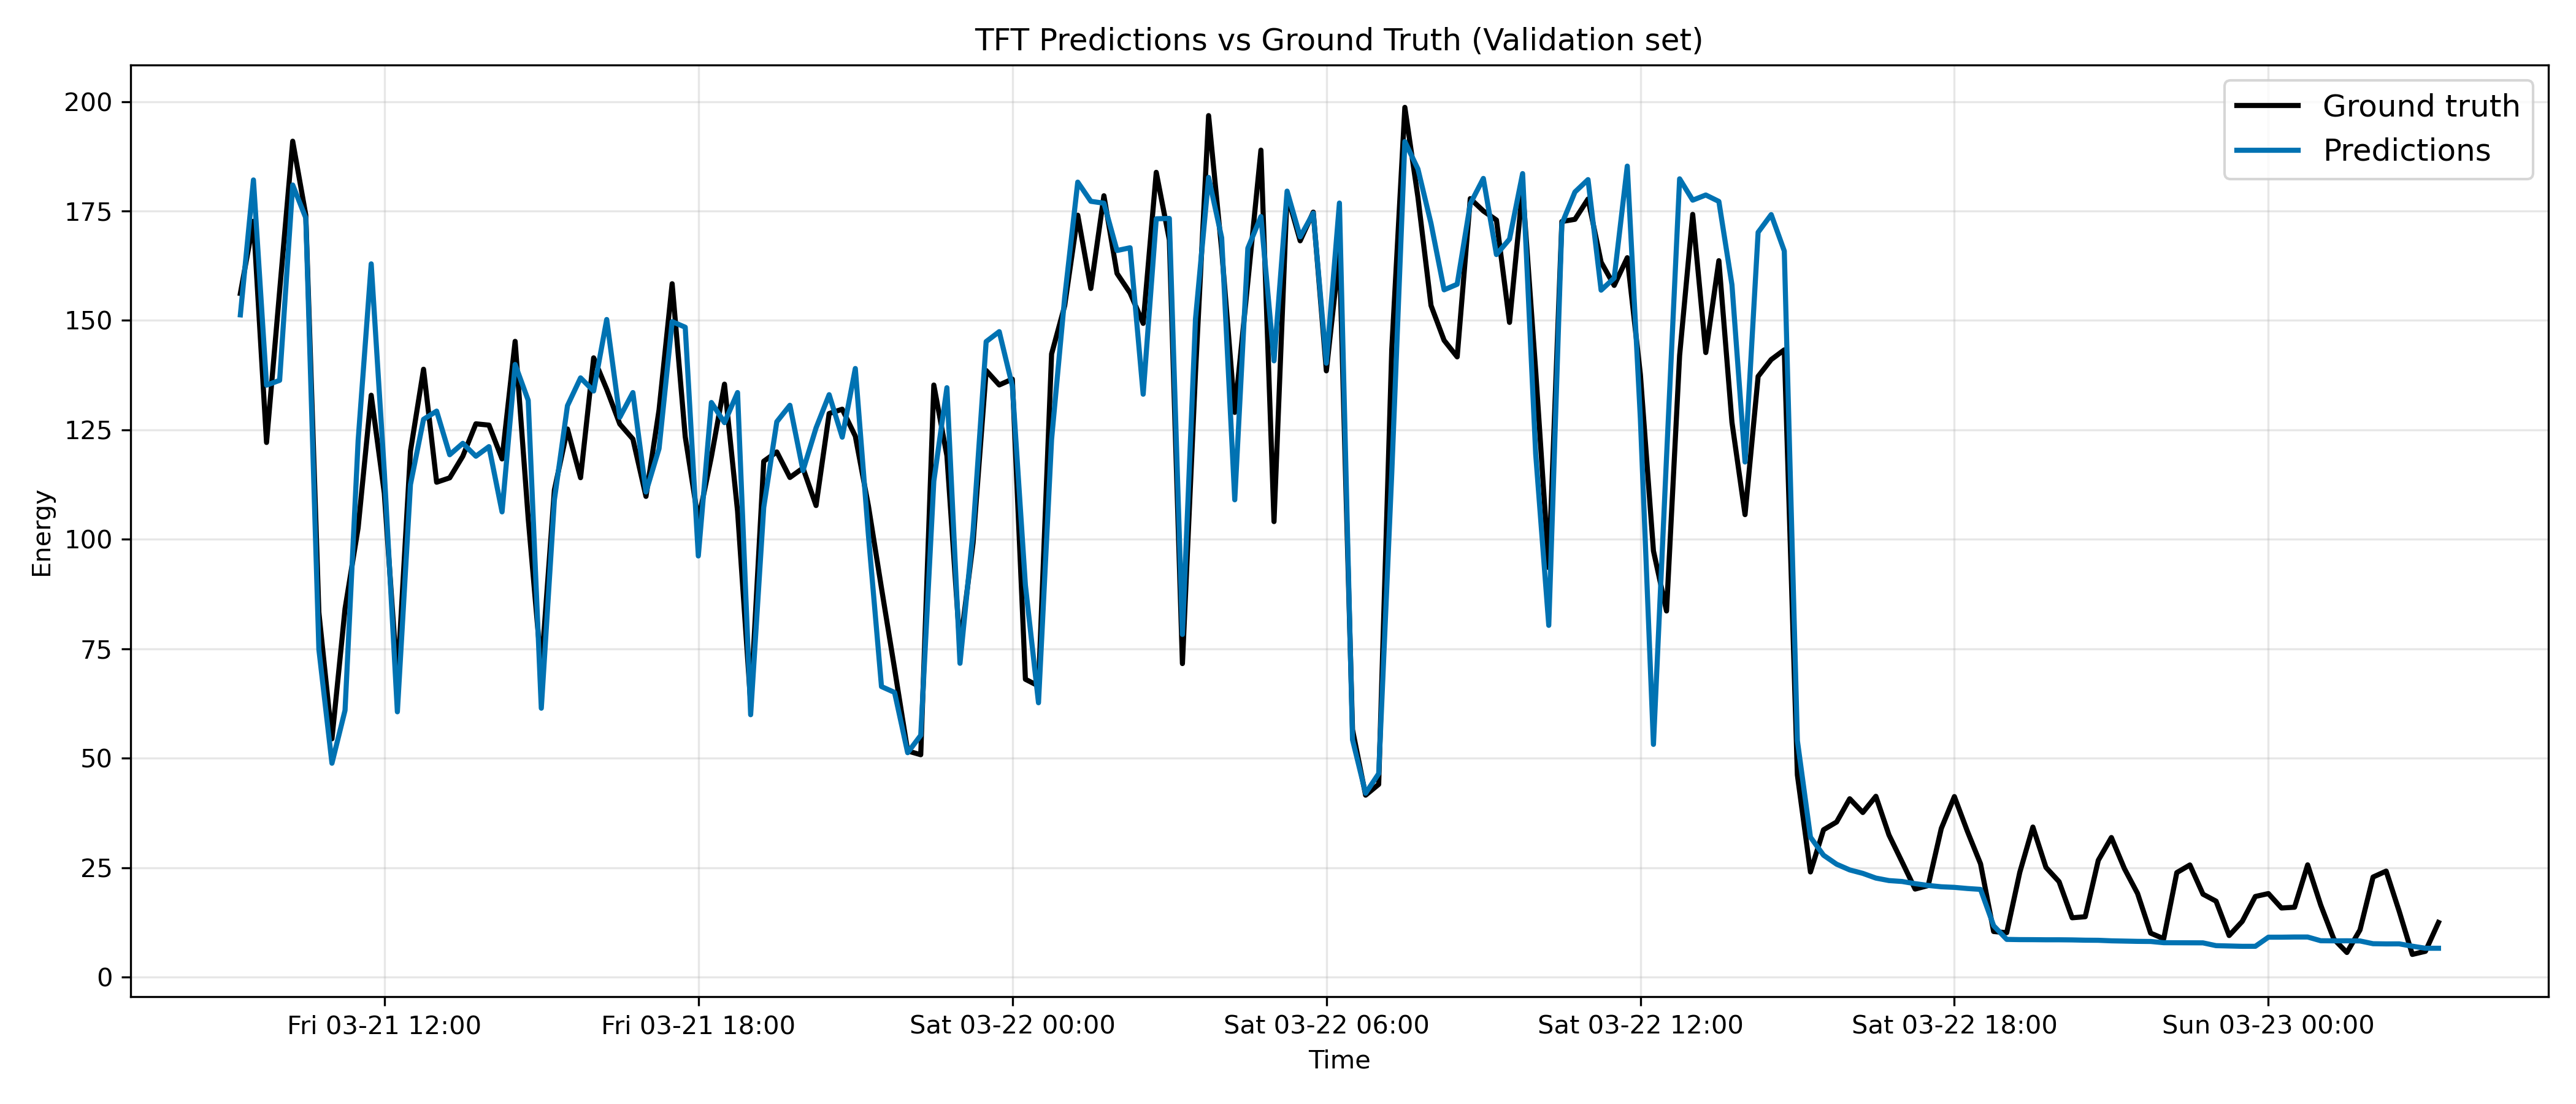 TFT Predictions vs Ground Truth (Validation set)
Ground truth
Predictions
Energy
200
175
150
125
100
75
50
25
0
Fri 03-21 12:00
Fri 03-21 18:00
Sat 03-22 00:00
Sat 03-22 06:00
Sat 03-22 12:00
Sat 03-22 18:00
Sun 03-23 00:00
Time